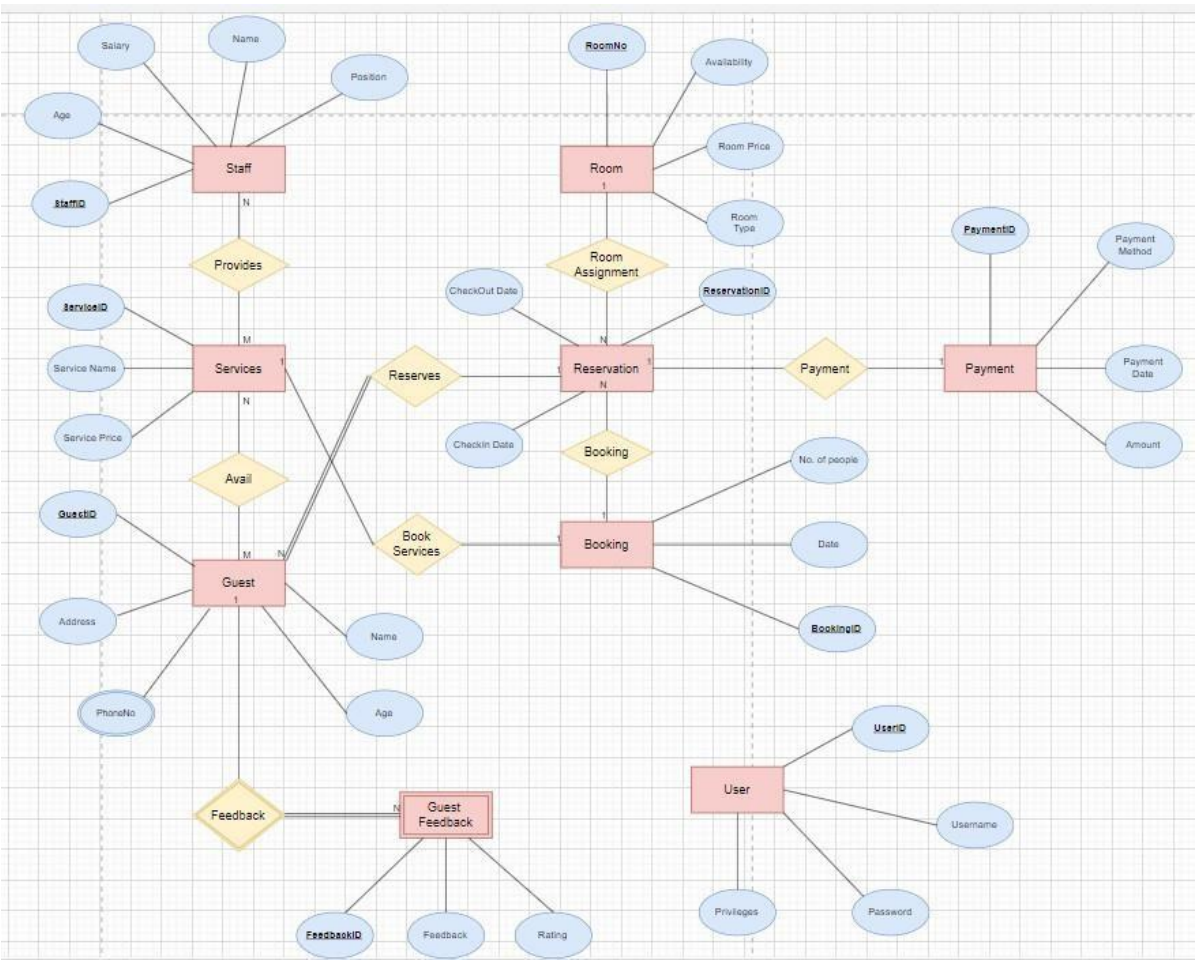 Salary
Name
Position
Age
Staff
StaffID
N
Provides
ServiceID
M
Service Name
Services
1
Service Price
N
Avail
GuestID
M
N
Guest
1
Address
Name
PhoneNo
Age
Feedback
N
Guest
Feedback
FeedbackID
Feedback
Rating
RoomNo
Availability
Room Price
Room
1
Room
Type
Room
Assignment
CheckOut Date
ReservationID
N
Reserves
1
Reservation
1
N
CheckIn Date
Payment
1
Payment
PaymentID
Payment
Method
Payment
Date
Amount
Booking
No. of people
1
Book
Services
1
Booking
Date
BookingID
UserID
User
Username
Privileges
Password